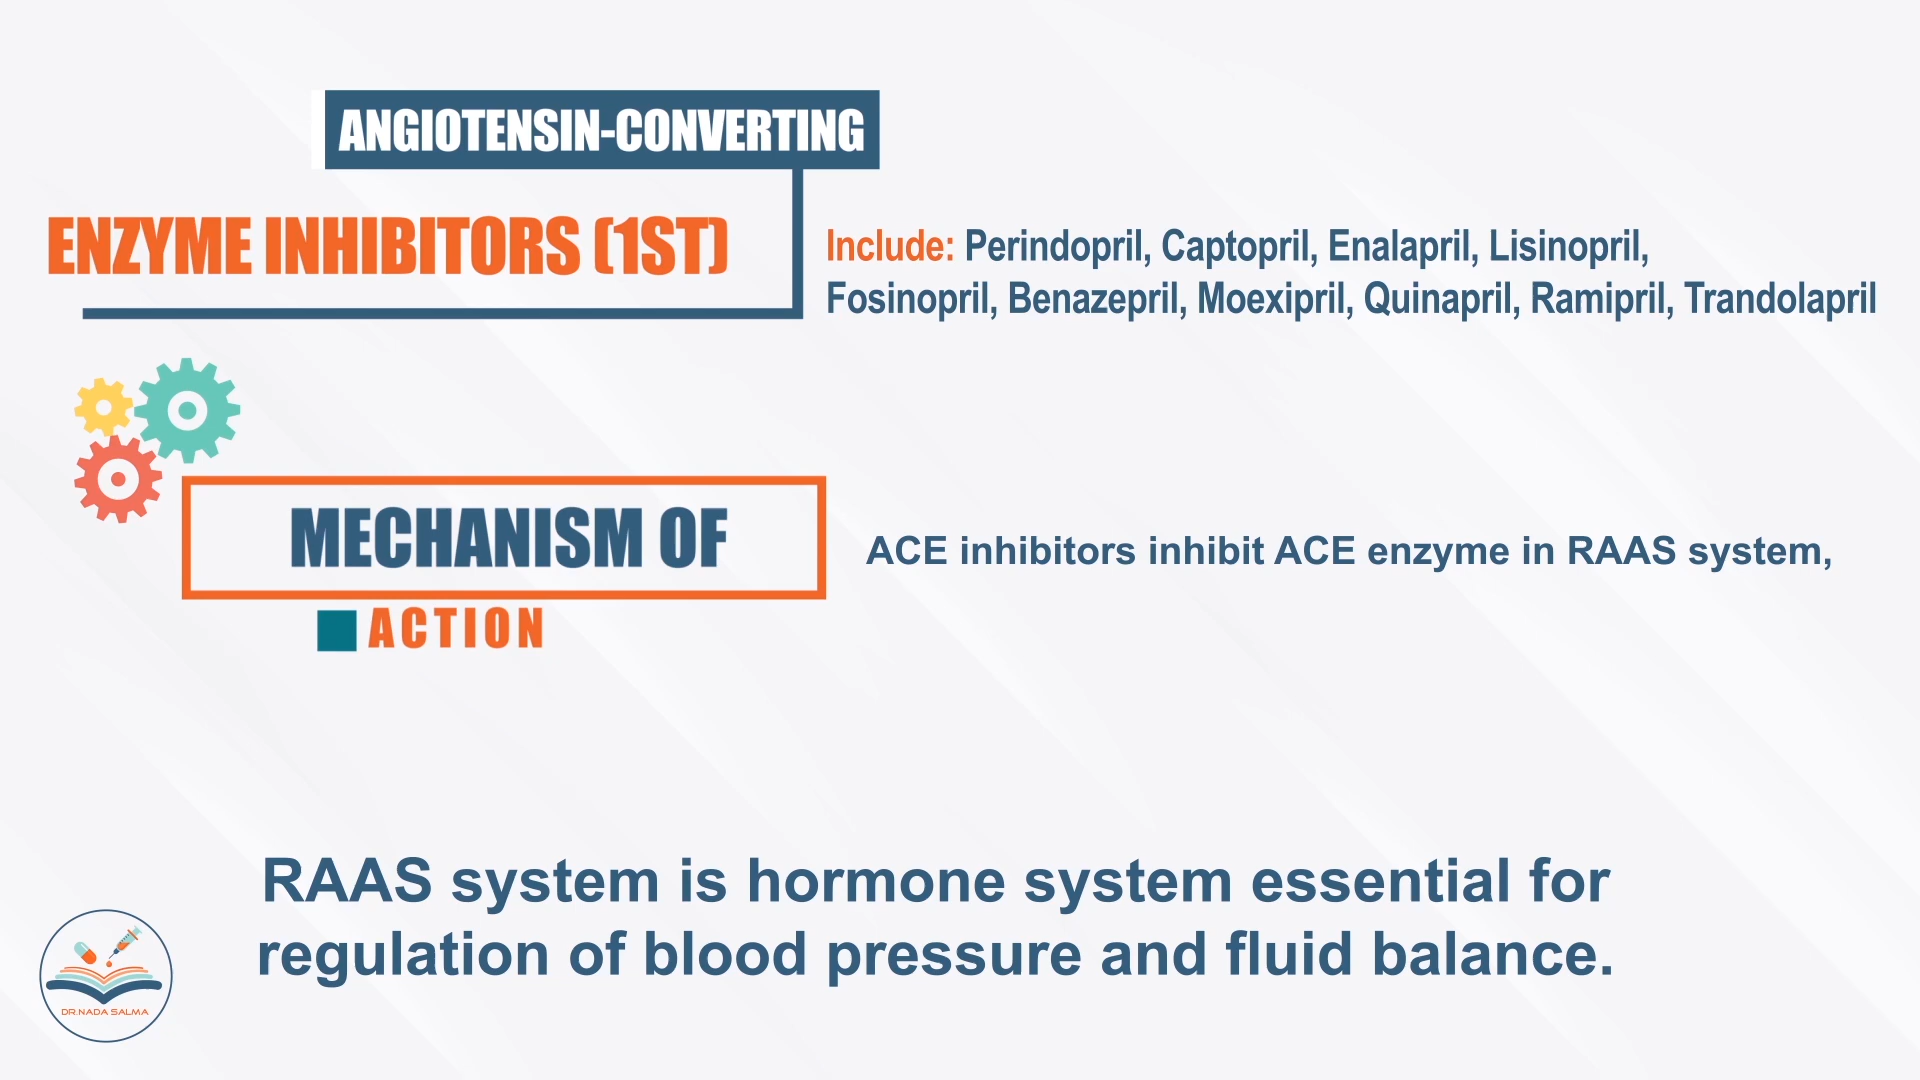 ANGIOTENSIN-CONVERTING
ENZYME INHIBITORS (1ST)
Include: Perindopril, Captopril, Enalapril, Lisinopril,
Fosinopril, Benazepril, Moexipril, Quinapril, Ramipril, Trandolapril
MECHANISM OF
ACTION
ACE inhibitors inhibit ACE enzyme in RAAS system,
RAAS system is hormone system essential for
regulation of blood pressure and fluid balance.
DR.NADA SALMA